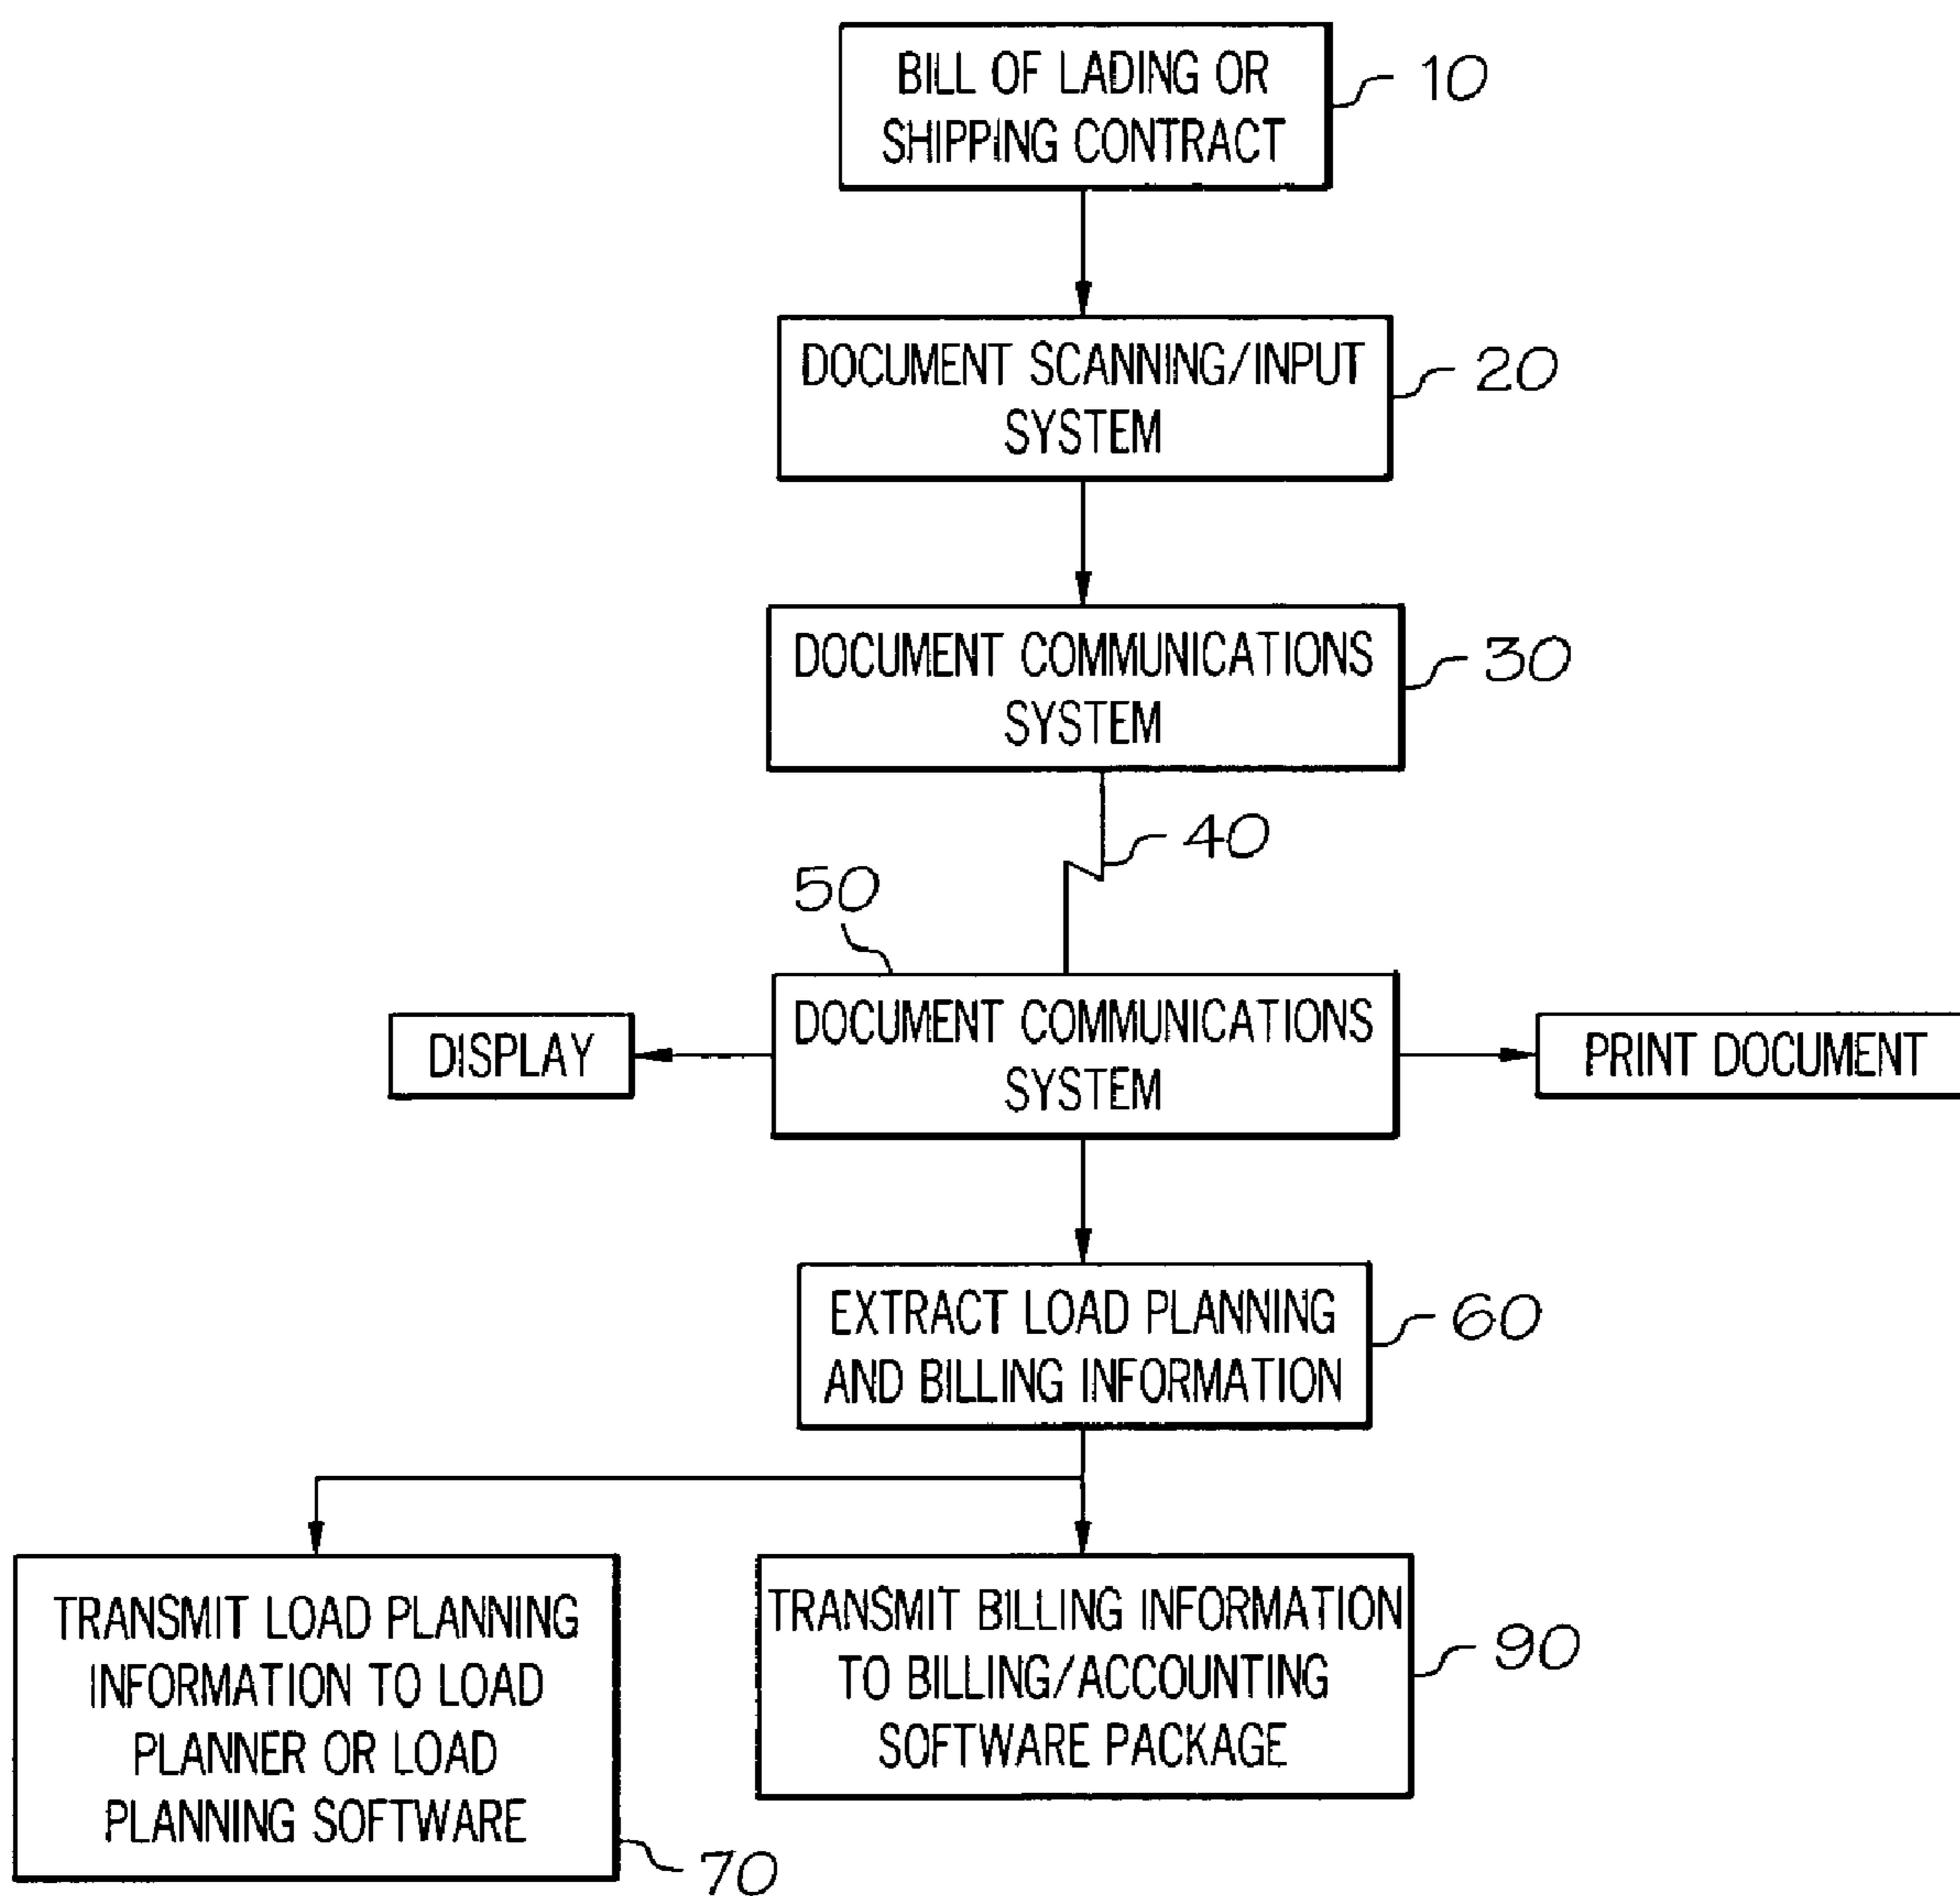 BILL OF LADING OR
SHIPPING CONTRACT
10
DOCUMENT SCANNING/INPUT
SYSTEM
20
DOCUMENT COMMUNICATIONS
SYSTEM
30
40
50
DOCUMENT COMMUNICATIONS
SYSTEM
DISPLAY
PRINT DOCUMENT
EXTRACT LOAD PLANNING
AND BILLING INFORMATION
60
TRANSMIT LOAD PLANNING
INFORMATION TO LOAD
PLANNER OR LOAD
PLANNING SOFTWARE
70
TRANSMIT BILLING INFORMATION
TO BILLING/ACCOUNTING
SOFTWARE PACKAGE
90